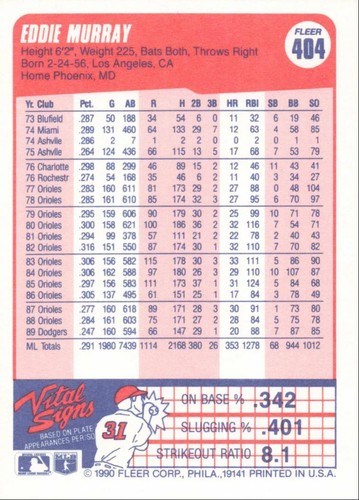 EDDIE MURRAY
FLEER
404
Height 6'2", Weight 225, Bats Both, Throws Right
Born 2-24-56, Los Angeles, CA
Home Phoenix, MD
Yr. Club Pct. G AB R H 2B 3B HR RBI SB BB SO
73 Blufield .287 50 188 34 54 6 0 11 32 6 19 46
74 Miami .289 131 460 64 133 29 7 12 63 4 58 85
74 Ashvlle .286 2 7 1 2 0 0 0 2 0 1
75 Ashvlle .264 124 436 66 115 13 5 17 68 7 53 79
76 Charlotte .298 88 299 46 89 15 2 12 46 11 43 41
76 Rochestr .274 54 168 35 46 6 2 11 40 3 34 27
77 Orioles .283 160 611 81 173 29 2 27 88 0 48 104
78 Orioles .285 161 610 85 174 32 3 27 95 6 70 97
79 Orioles .295 159 606 90 179 30 2 25 99 10 71 78
80 Orioles .300 158 621 100 186 36 2 32 116 7 54 71
81 Orioles .294 99 378 57 111 21 2 22 78 2 40 43
82 Orioles .316 151 550 87 174 30 1 32 110 7 70 82
83 Orioles .306 156 582 115 178 30 3 33 111 5 86 90
84 Orioles .306 162 588 97 180 26 3 29 110 10 107 87
85 Orioles .297 156 583 111 173 37 1 31 124 5 84 68
86 Orioles .305 137 495 61 151 25 1 17 84 3 78 49
87 Orioles .277 160 618 89 171 28 3 30 91 1 73 80
88 Orioles .284 161 603 75 171 27 2 28 84 5 75 78
89 Dodgers .247 160 594 66 147 29 1 20 88 7 87 85
ML Totals .291 1980 7439 1114 2168 380 26 353 1278 68 944 1012
Vital Signs
BASED ON PLATE
APPEARANCES PER/SO
31
ON BASE % .342
SLUGGING % .401
STRIKEOUT RATIO 8.1
© 1990 FLEER CORP., PHILA., 19141 PRINTED IN U.S.A.